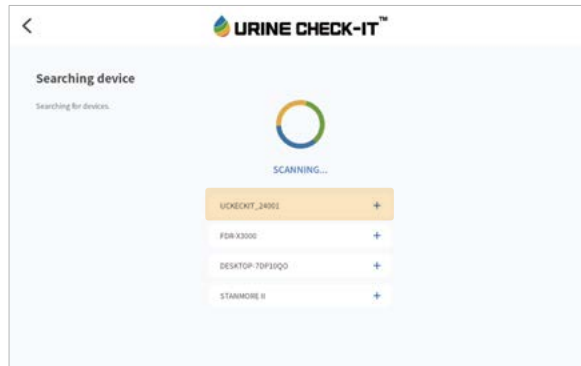 URINE CHECK-IT™
Searching device
Searching for devices.
SCANNING...
UCKECKIT_24001
FDR-X3000
DESKTOP-7DP10QO
STANMORE II